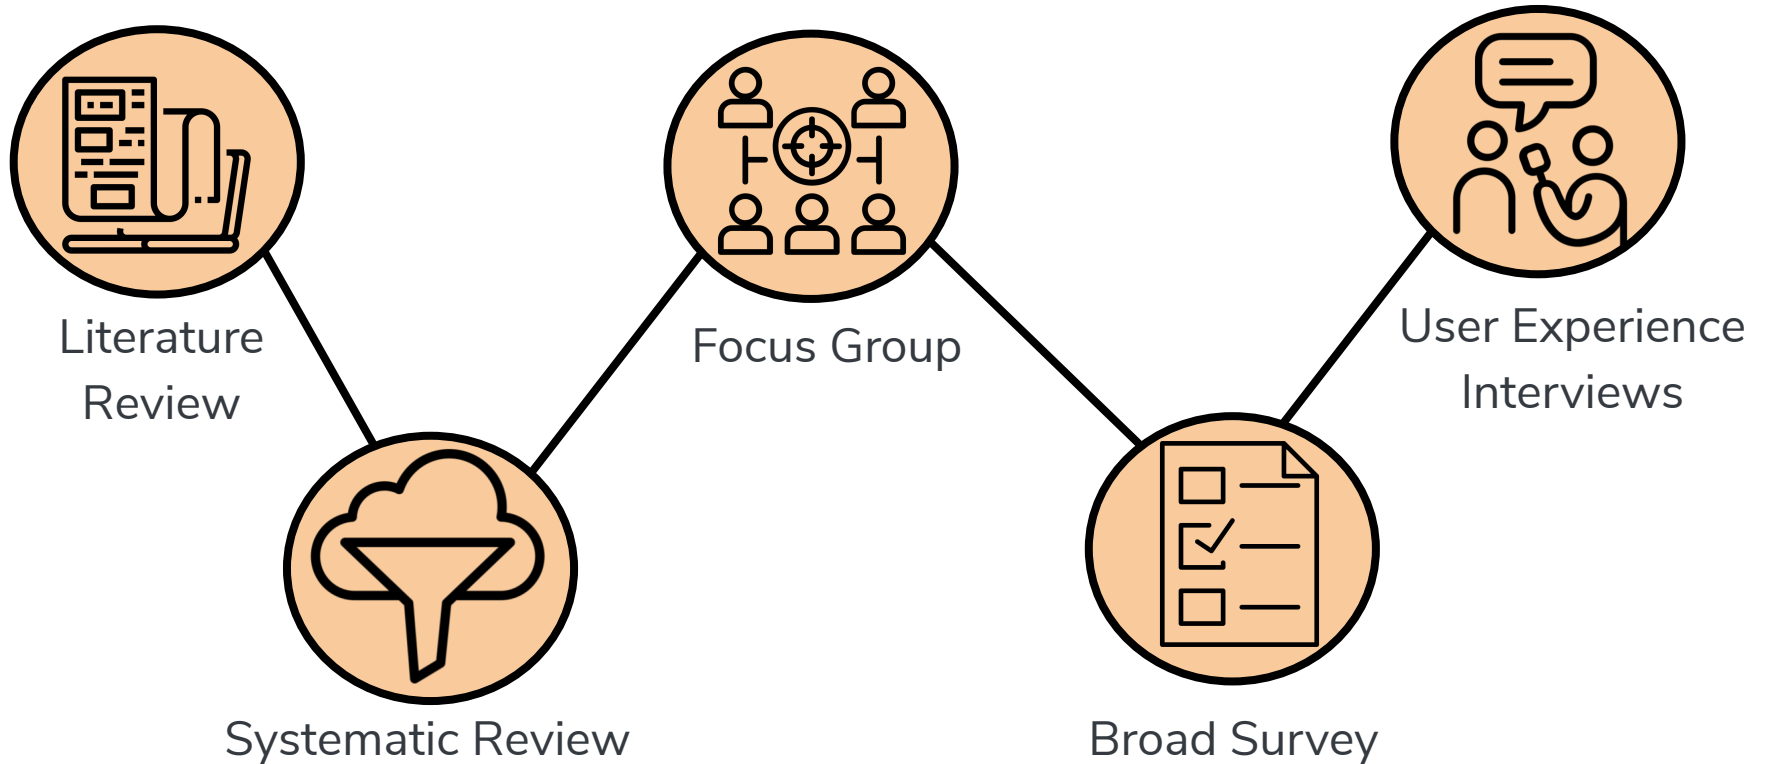 Literature
Review
Systematic Review
Focus Group
Broad Survey
User Experience
Interviews